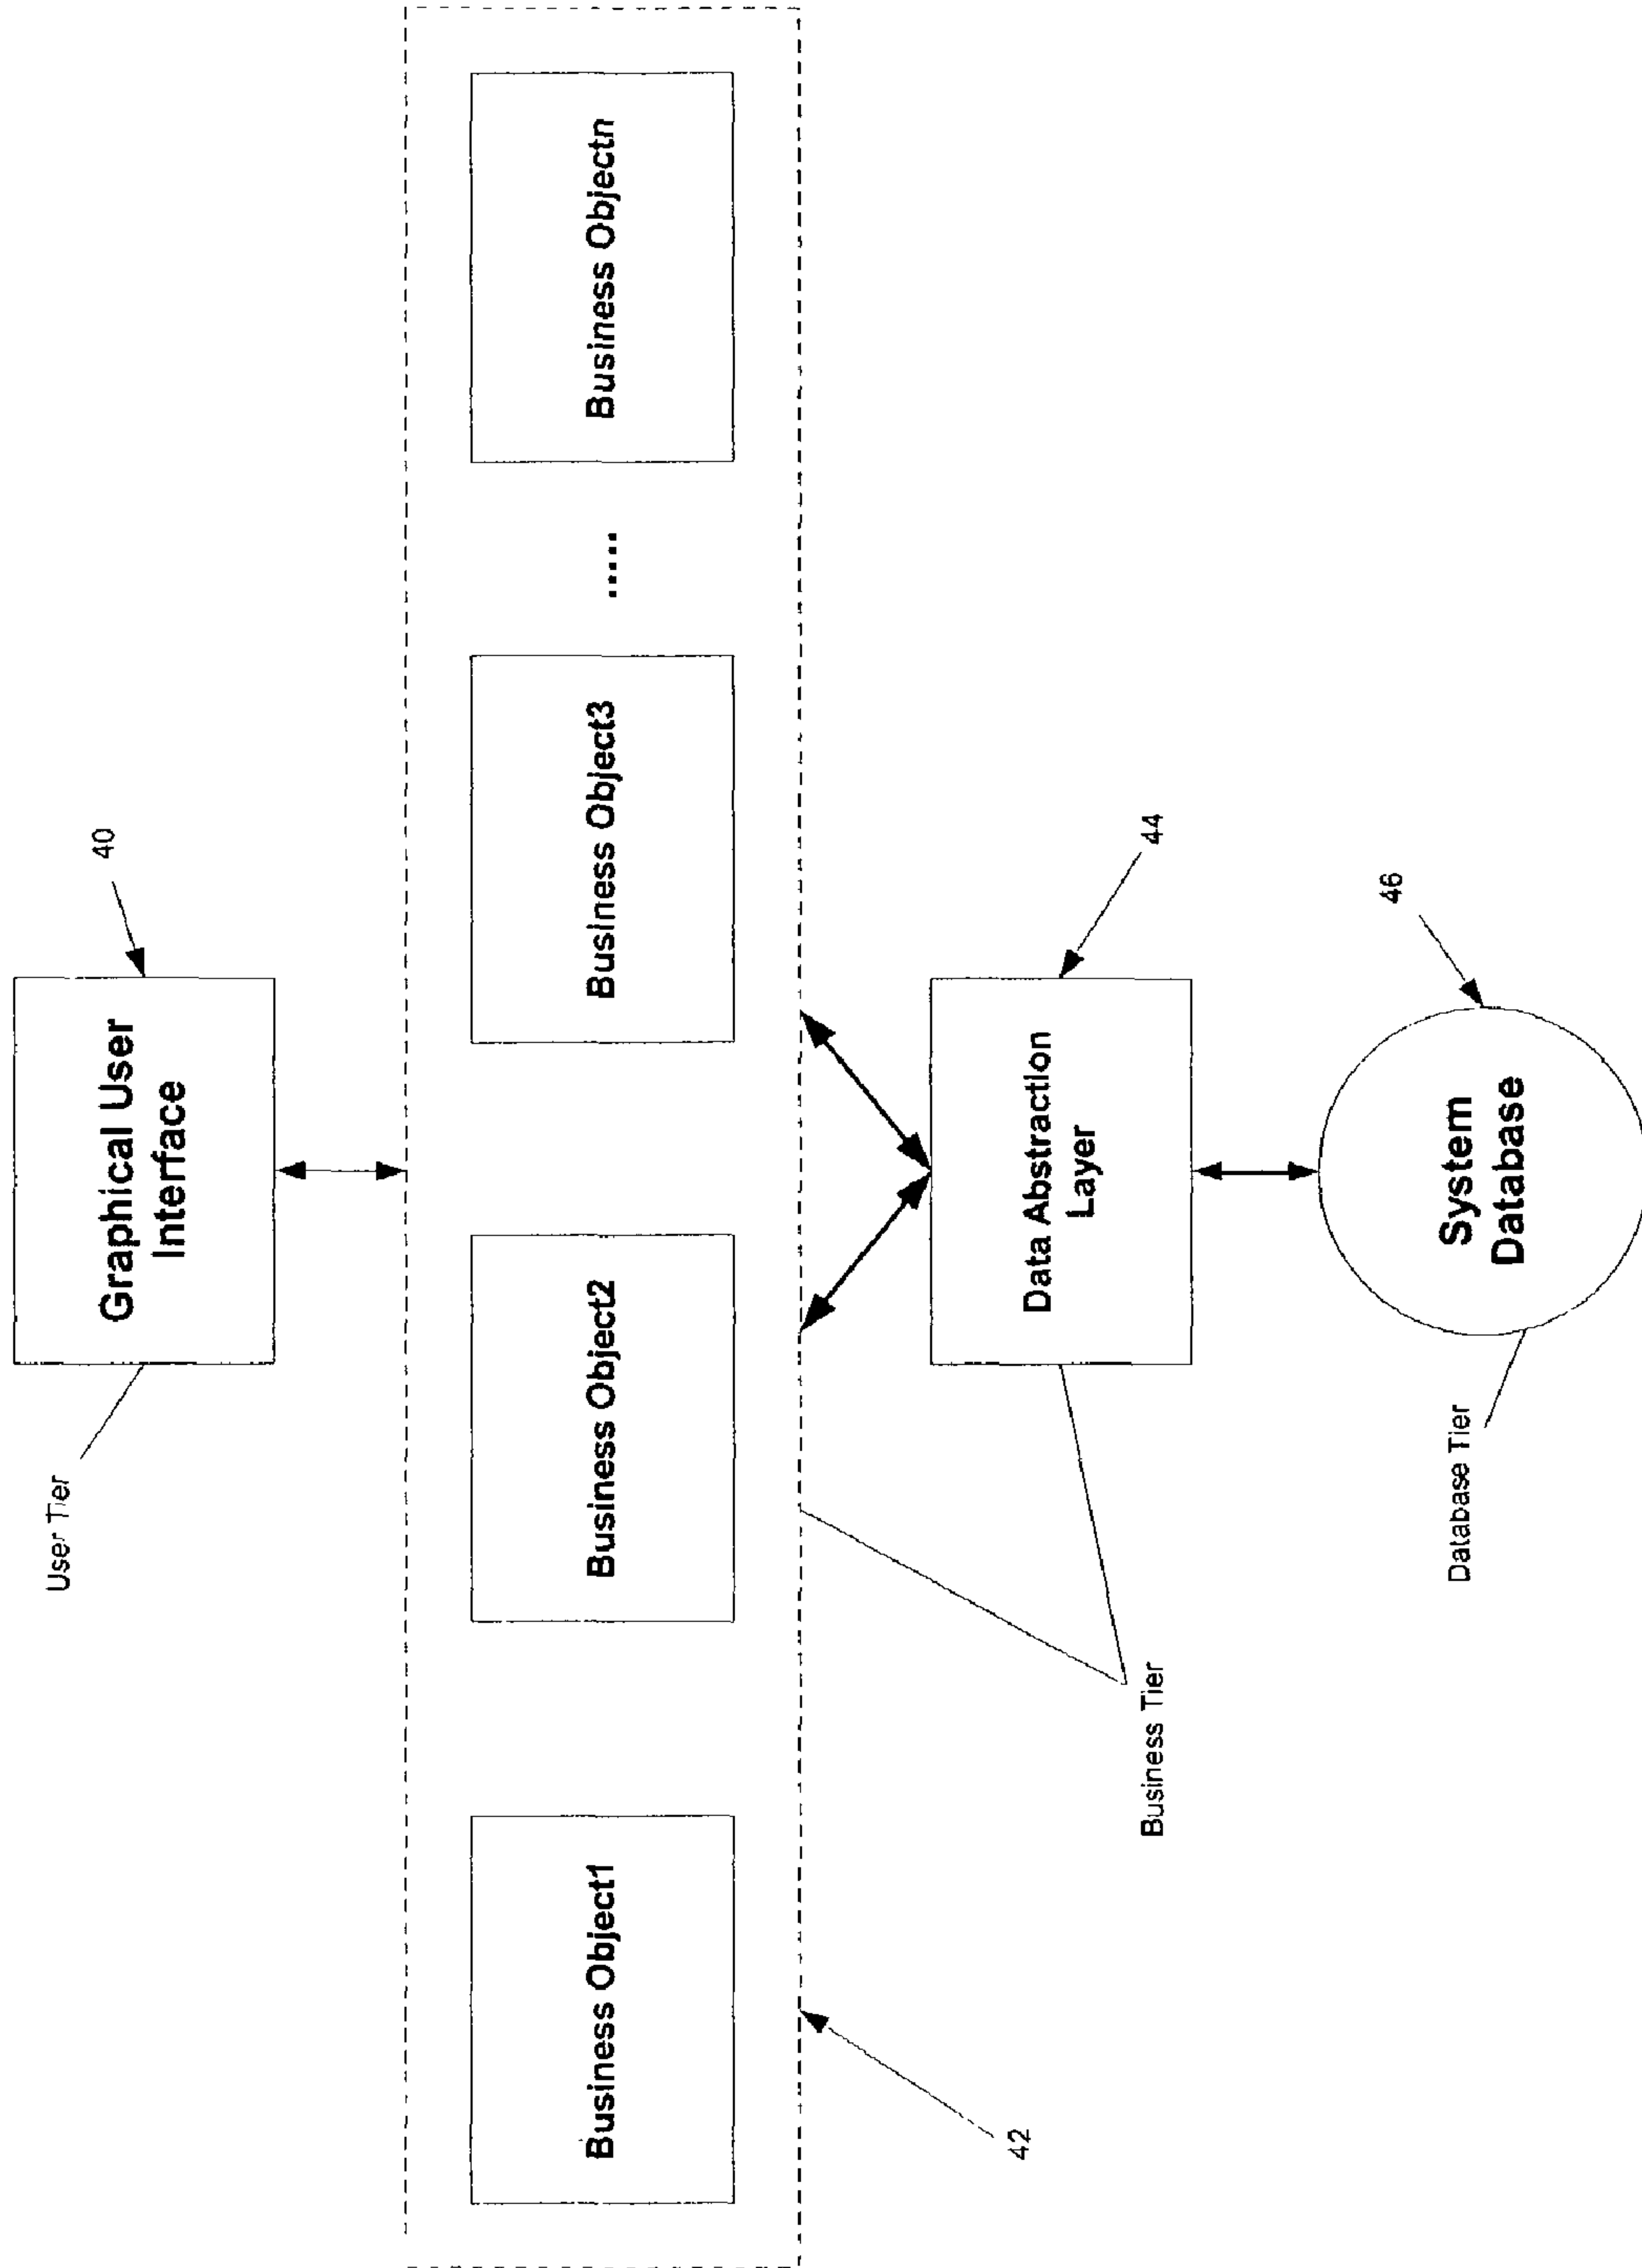 User Tier
Graphical User
Interface
40
Business Object1
Business Object2
Business Object3
.....
Business Objectn
42
Business Tier
Data Abstraction
Layer
44
Database Tier
System
Database
46